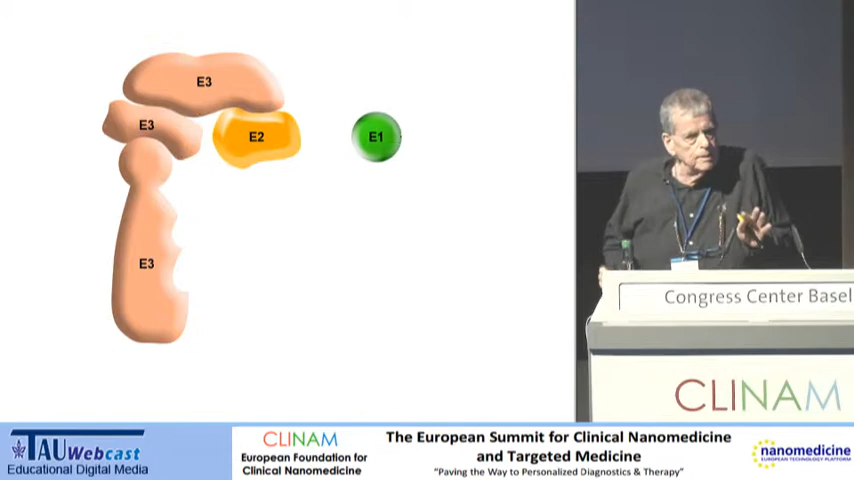 E3
E3
E2
E1
E3
Congress Center Basel
CLINAM
TAU Webcast
Educational Digital Media
CLINAM
European Foundation for
Clinical Nanomedicine
The European Summit for Clinical Nanomedicine
and Targeted Medicine
"Paving the Way to Personalized Diagnostics & Therapy"
nanomedicine
EUROPEAN TECHNOLOGY PLATFORM